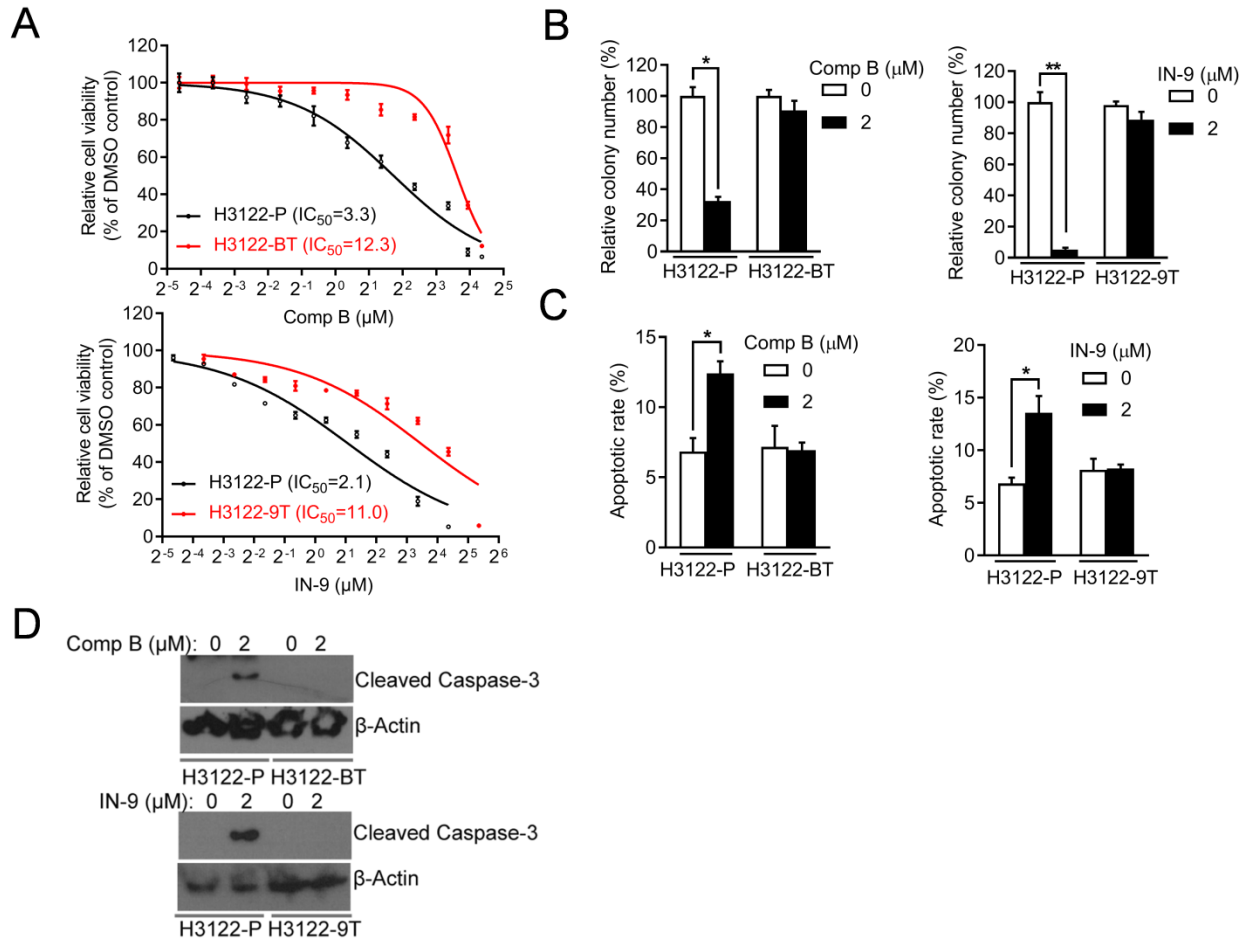 A
Relative cell viability
(% of DMSO control)
120
100
80
60
40
20
0
H3122-P (IC50=3.3)
H3122-BT (IC50=12.3)
2-5 2-4 2-3 2-2 2-1 20 21 22 23 24 25
Comp B (μM)
Relative cell viability
(% of DMSO control)
120
100
80
60
40
20
0
H3122-P (IC50=2.1)
H3122-9T (IC50=11.0)
2-5 2-4 2-3 2-2 2-1 20 21 22 23 24 25 26
IN-9 (μM)
B
Relative colony number (%)
120
100
80
60
40
20
0
*
Comp B (μM)
0
2
H3122-P H3122-BT
Relative colony number (%)
120
100
80
60
40
20
0
**
IN-9 (μM)
0
2
H3122-P H3122-9T
C
Apoptotic rate (%)
15
10
5
0
*
Comp B (μM)
0
2
H3122-P H3122-BT
Apoptotic rate (%)
20
15
10
5
0
*
IN-9 (μM)
0
2
H3122-P H3122-9T
D
Comp B (μM): 0 2 0 2
Cleaved Caspase-3
β-Actin
H3122-P H3122-BT
IN-9 (μM): 0 2 0 2
Cleaved Caspase-3
β-Actin
H3122-P H3122-9T